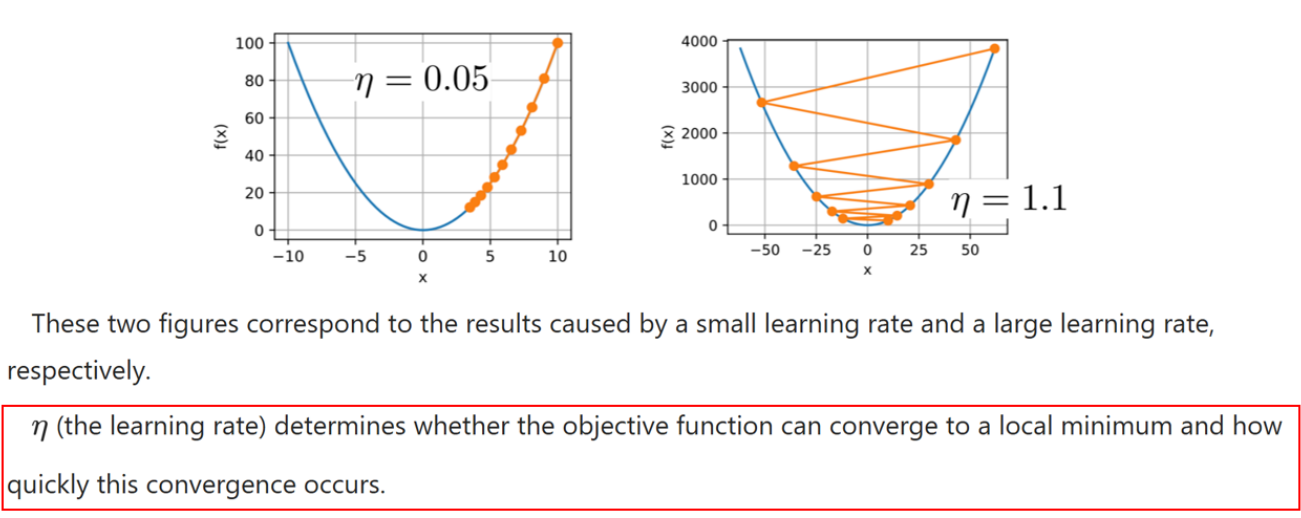 100
80
60
40
20
0
f(x)
η = 0.05
−10 −5 0 5 10
x
4000
3000
2000
1000
0
f(x)
η = 1.1
−50 −25 0 25 50
x
These two figures correspond to the results caused by a small learning rate and a large learning rate,
respectively.
η (the learning rate) determines whether the objective function can converge to a local minimum and how
quickly this convergence occurs.